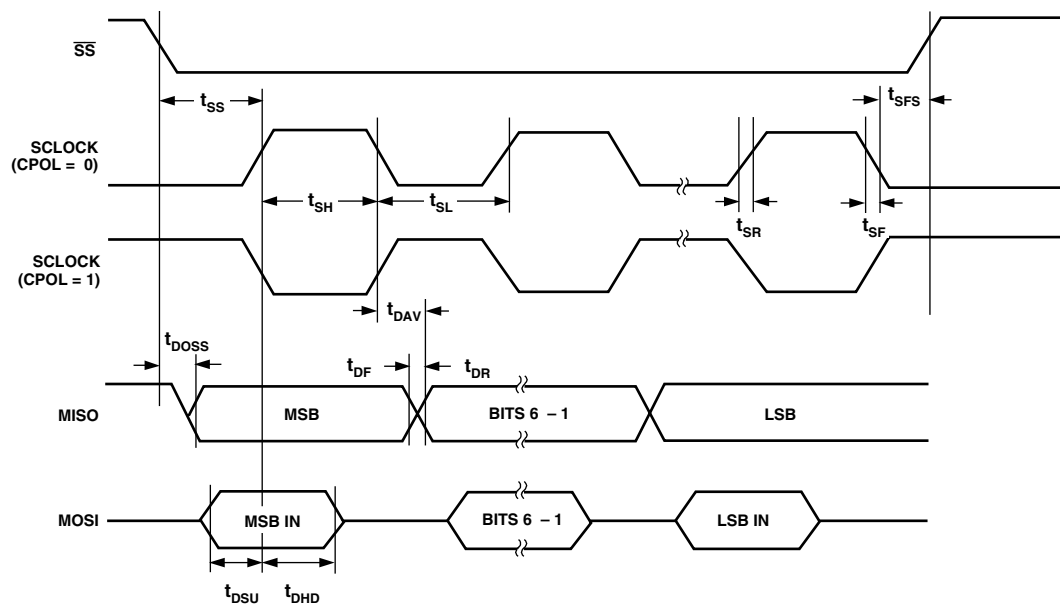 SS
tSS
tSFS
SCLOCK
(CPOL = 0)
tSH
tSL
tSR
tSF
SCLOCK
(CPOL = 1)
tDAV
tDOSS
tDF
tDR
MISO
MSB
BITS 6 – 1
LSB
MOSI
MSB IN
BITS 6 – 1
LSB IN
tDSU
tDHD